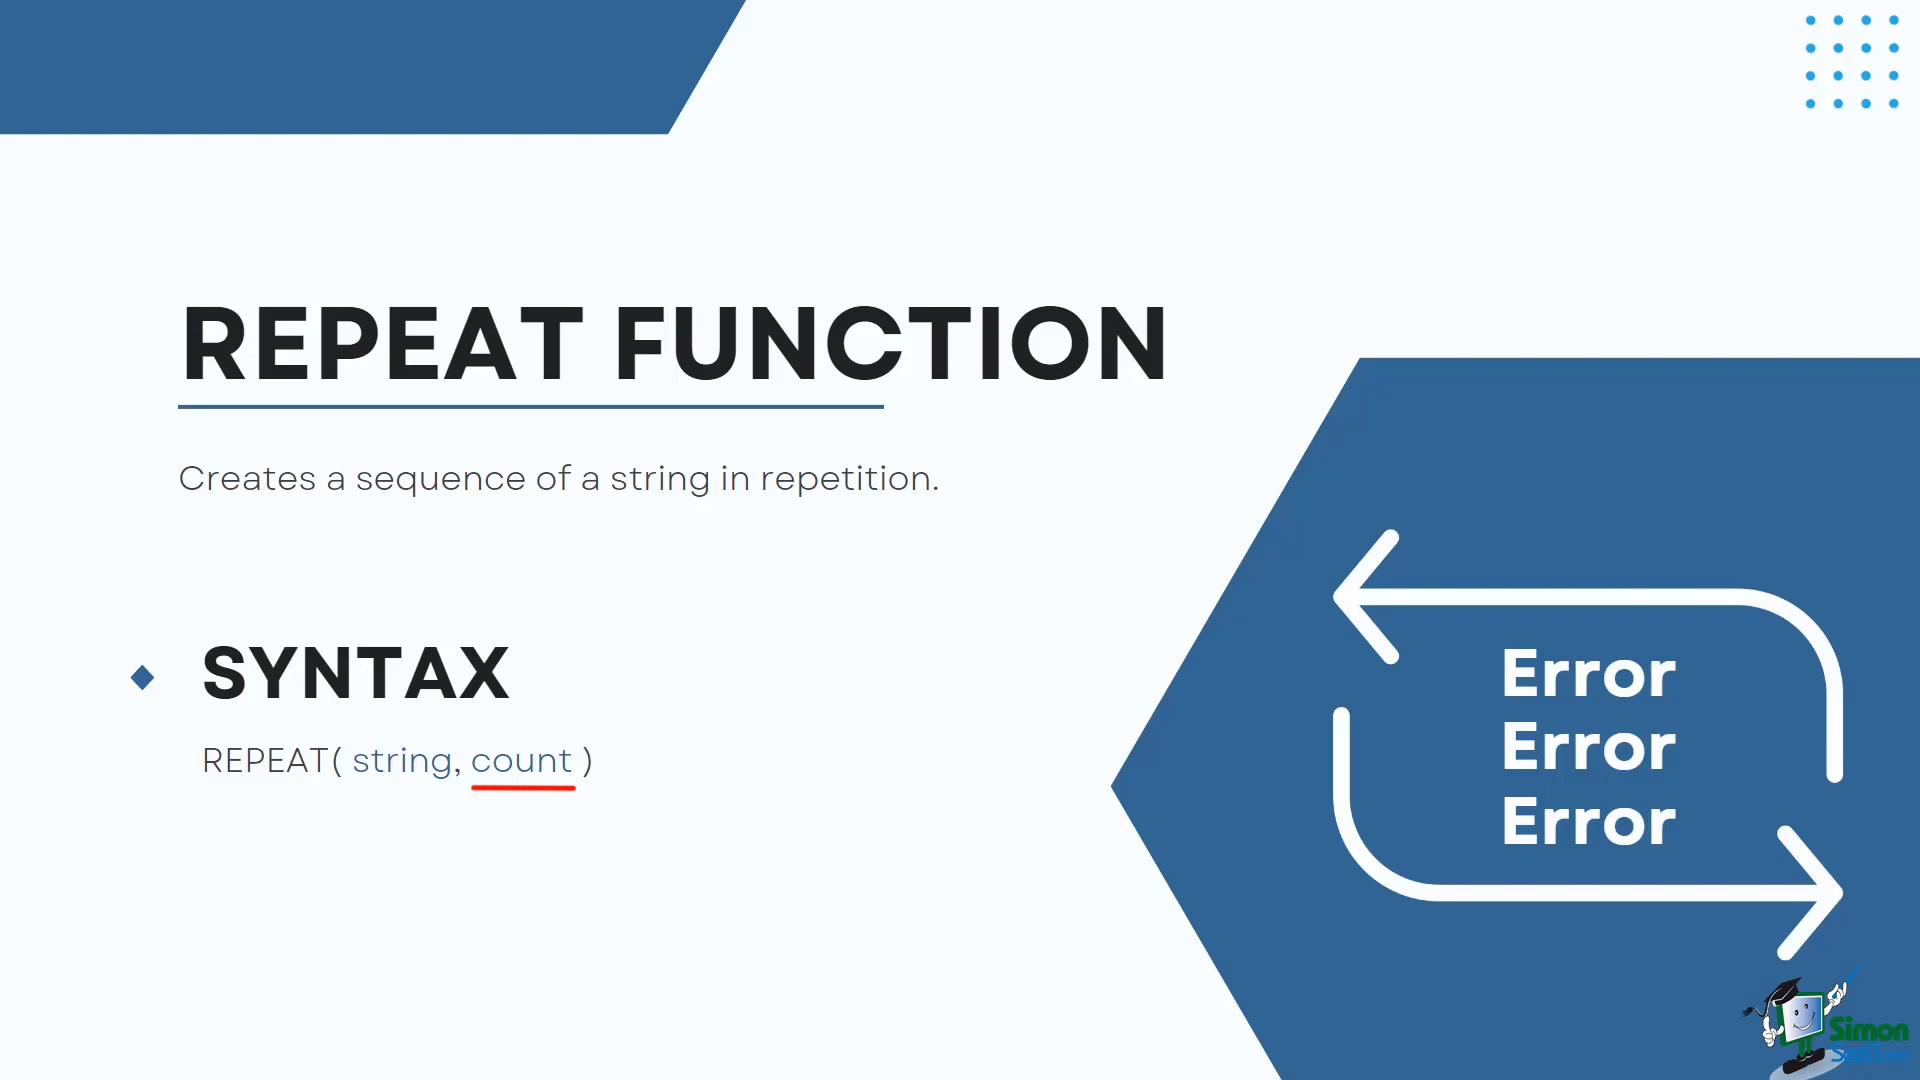 REPEAT FUNCTION
Creates a sequence of a string in repetition.
SYNTAX
REPEAT( string, count )
Error
Error
Error
Simon